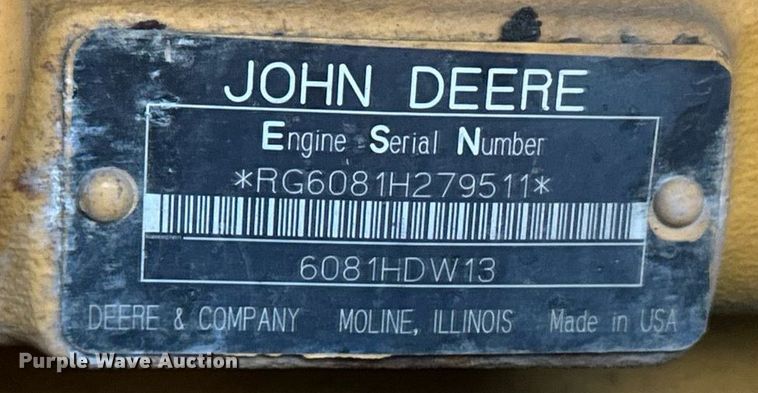 JOHN DEERE
Engine Serial Number
*RG6081H279511*
6081HDW13
DEERE & COMPANY MOLINE, ILLINOIS Made in USA
Purple Wave Auction